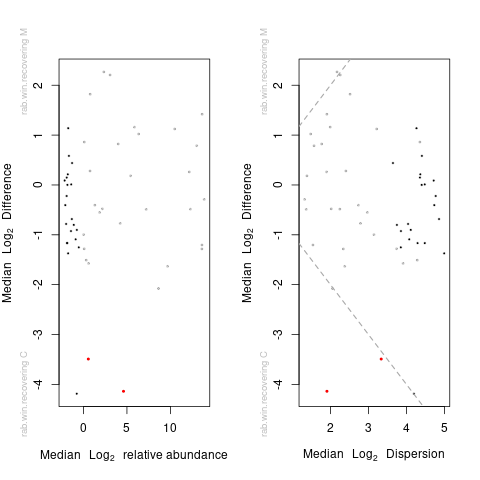 rab.win.recovering M
rab.win.recovering C
Median Log2 Difference
2
1
0
-1
-2
-3
-4
0 5 10
Median Log2 relative abundance
rab.win.recovering M
rab.win.recovering C
Median Log2 Difference
2
1
0
-1
-2
-3
-4
2 3 4 5
Median Log2 Dispersion